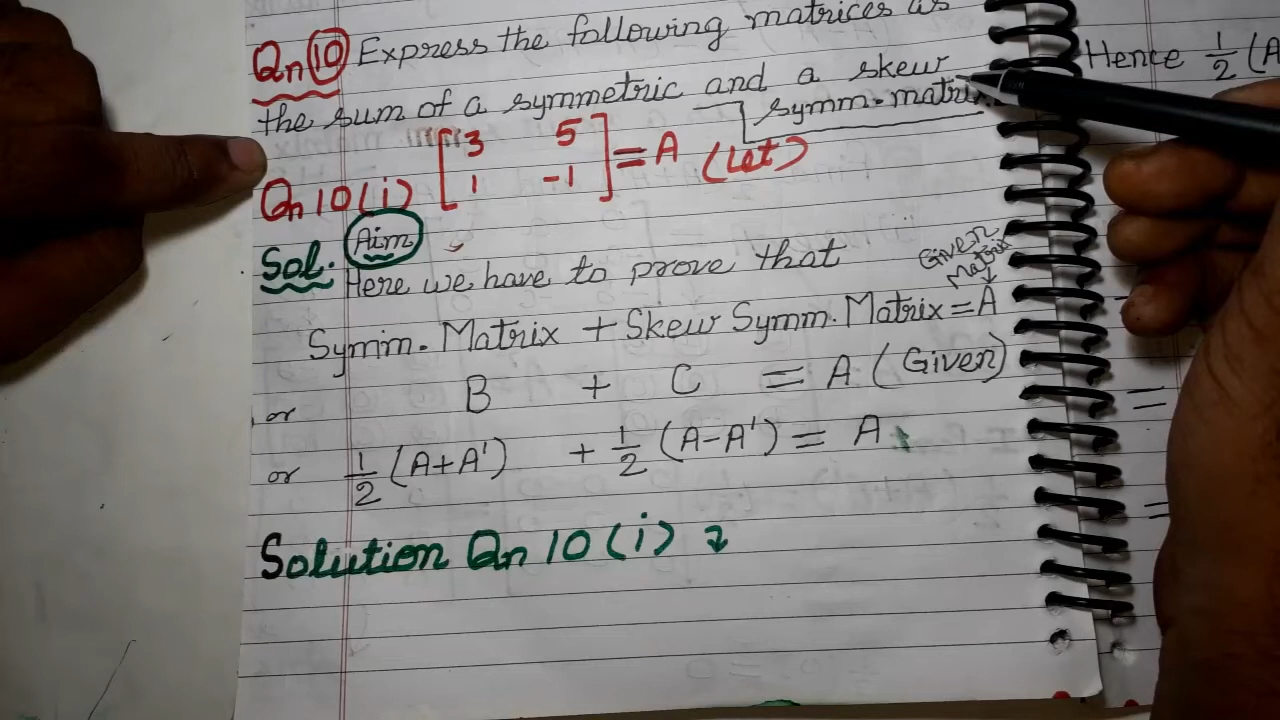 Qn 10 Express the following matrices as
the sum of a symmetric and a skew
symm. matrix.
Qn 10 (i) [3 5
1 -1] = A (Let)
Sol. Aim
Here we have to prove that
Given
Matrix
Symm. Matrix + Skew Symm. Matrix = A
or B + C = A (Given)
or 1/2 (A+A') + 1/2 (A-A') = A
Solution Qn 10 (i)
Hence 1/2 (A
=
=